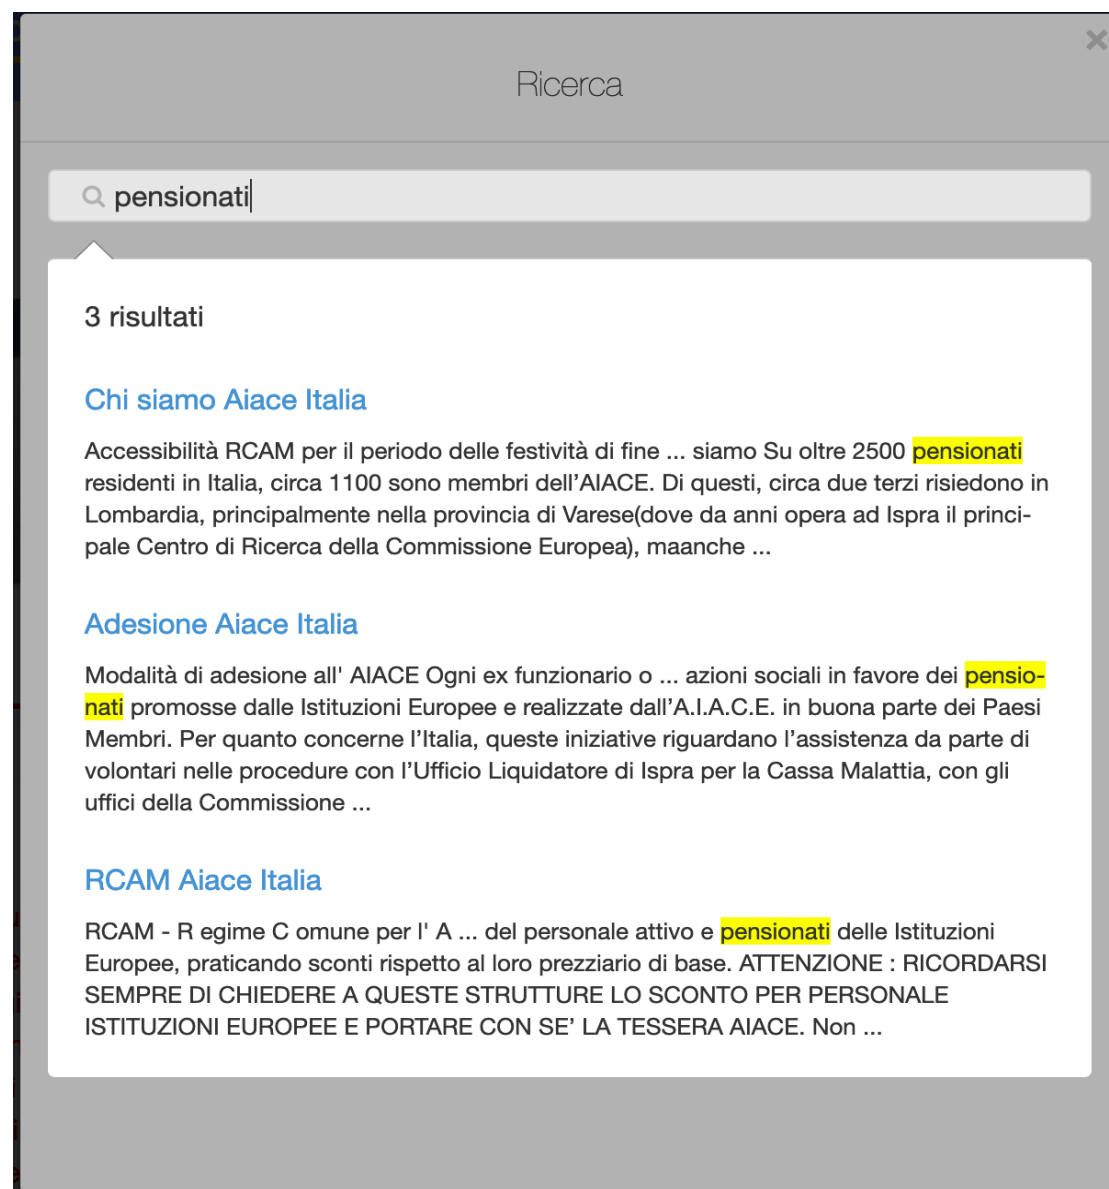 Ricerca
pensionati
3 risultati
Chi siamo Aiace Italia
Accessibilità RCAM per il periodo delle festività di fine ... siamo Su oltre 2500 pensionati
residenti in Italia, circa 1100 sono membri dell’AIACE. Di questi, circa due terzi risiedono in
Lombardia, principalmente nella provincia di Varese(dove da anni opera ad Ispra il princi-
pale Centro di Ricerca della Commissione Europea), maanche ...
Adesione Aiace Italia
Modalità di adesione all' AIACE Ogni ex funzionario o ... azioni sociali in favore dei pensio-
nati promosse dalle Istituzioni Europee e realizzate dall’A.I.A.C.E. in buona parte dei Paesi
Membri. Per quanto concerne l’Italia, queste iniziative riguardano l’assistenza da parte di
volontari nelle procedure con l’Ufficio Liquidatore di Ispra per la Cassa Malattia, con gli
uffici della Commissione ...
RCAM Aiace Italia
RCAM - R egime C omune per l' A ... del personale attivo e pensionati delle Istituzioni
Europee, praticando sconti rispetto al loro prezziario di base. ATTENZIONE : RICORDARSI
SEMPRE DI CHIEDERE A QUESTE STRUTTURE LO SCONTO PER PERSONALE
ISTITUZIONI EUROPEE E PORTARE CON SE’ LA TESSERA AIACE. Non ...